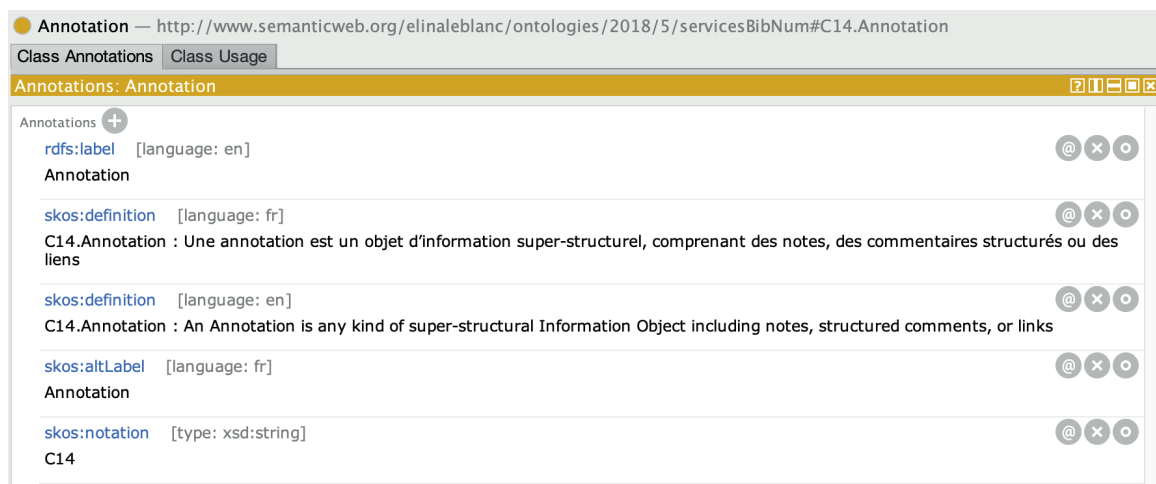 Annotation — http://www.semanticweb.org/elinaleblanc/ontologies/2018/5/servicesBibNum#C14.Annotation
Class Annotations Class Usage
Annotations: Annotation
Annotations
rdfs:label [language: en]
Annotation
skos:definition [language: fr]
C14.Annotation : Une annotation est un objet d’information super-structurel, comprenant des notes, des commentaires structurés ou des
liens
skos:definition [language: en]
C14.Annotation : An Annotation is any kind of super-structural Information Object including notes, structured comments, or links
skos:altLabel [language: fr]
Annotation
skos:notation [type: xsd:string]
C14